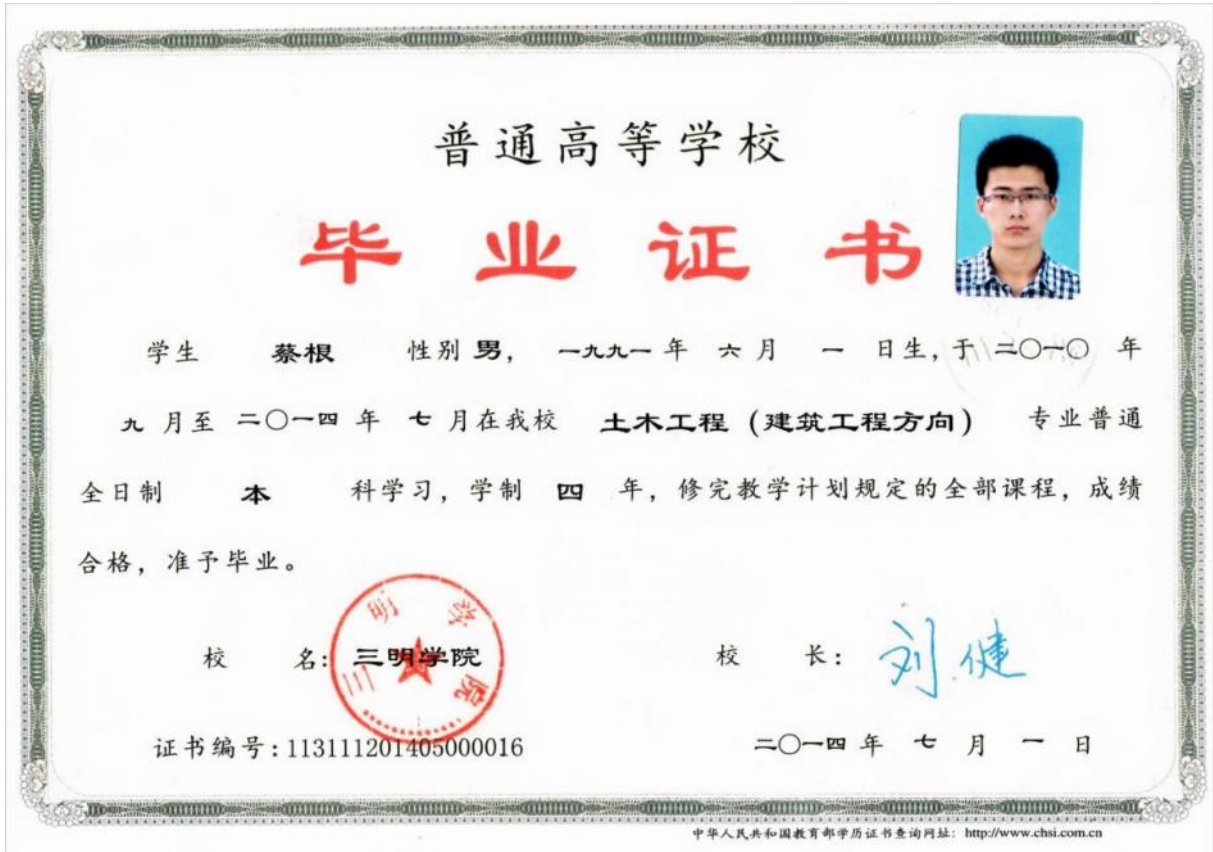 普通高等学校
毕业证书
学生 蔡根 性别 男， 一九九一 年 六 月 一 日生，于 二〇一〇 年
九 月至 二〇一四 年 七 月在我校 土木工程（建筑工程方向） 专业普通
全日制 本 科学习，学制 四 年，修完教学计划规定的全部课程，成绩
合格，准予毕业。
校 名：三明学院
三明学院
校 长：刘健
证书编号：113111201405000016
二〇一四 年 七 月 一 日
中华人民共和国教育部学历证书查询网址：http://www.chsi.com.cn